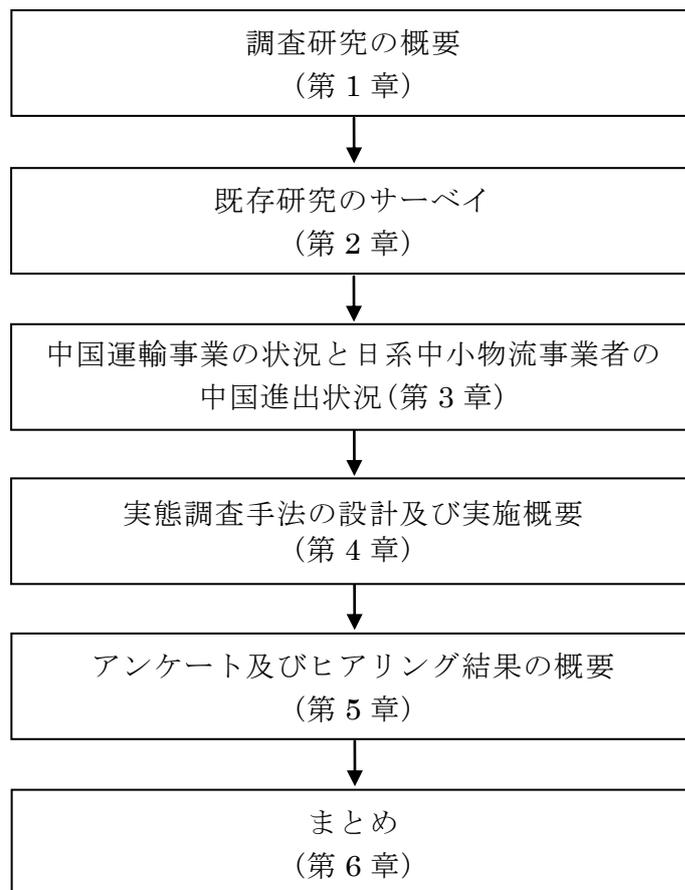 調査研究の概要
（第 1 章）
既存研究のサーベイ
（第 2 章）
中国運輸事業の状況と日系中小物流事業者の
中国進出状況(第 3 章）
実態調査手法の設計及び実施概要
（第 4 章）
アンケート及びヒアリング結果の概要
（第 5 章）
まとめ
（第 6 章）